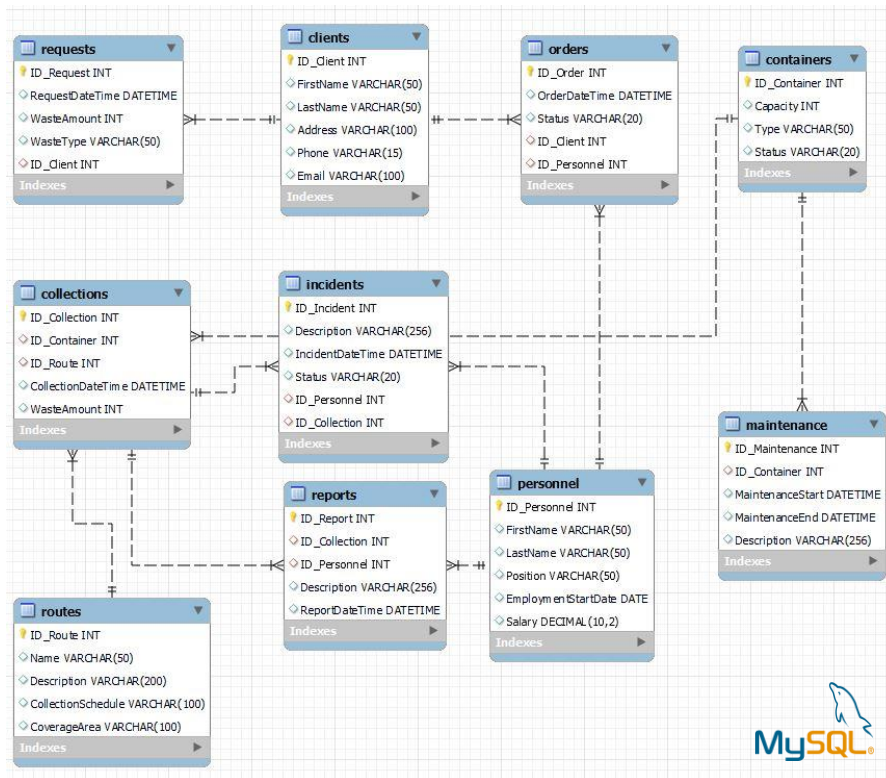 requests
ID_Request INT
RequestDateTime DATETIME
WasteAmount INT
WasteType VARCHAR(50)
ID_Client INT
Indexes
clients
ID_Client INT
FirstName VARCHAR(50)
LastName VARCHAR(50)
Address VARCHAR(100)
Phone VARCHAR(15)
Email VARCHAR(100)
Indexes
orders
ID_Order INT
OrderDateTime DATETIME
Status VARCHAR(20)
ID_Client INT
ID_Personnel INT
Indexes
containers
ID_Container INT
Capacity INT
Type VARCHAR(50)
Status VARCHAR(20)
Indexes
collections
ID_Collection INT
ID_Container INT
ID_Route INT
CollectionDateTime DATETIME
WasteAmount INT
Indexes
incidents
ID_Incident INT
Description VARCHAR(256)
IncidentDateTime DATETIME
Status VARCHAR(20)
ID_Personnel INT
ID_Collection INT
Indexes
maintenance
ID_Maintenance INT
ID_Container INT
MaintenanceStart DATETIME
MaintenanceEnd DATETIME
Description VARCHAR(256)
Indexes
reports
ID_Report INT
ID_Collection INT
ID_Personnel INT
Description VARCHAR(256)
ReportDateTime DATETIME
Indexes
personnel
ID_Personnel INT
FirstName VARCHAR(50)
LastName VARCHAR(50)
Position VARCHAR(50)
EmploymentStartDate DATE
Salary DECIMAL(10,2)
Indexes
routes
ID_Route INT
Name VARCHAR(50)
Description VARCHAR(200)
CollectionSchedule VARCHAR(100)
CoverageArea VARCHAR(100)
Indexes
MySQL®